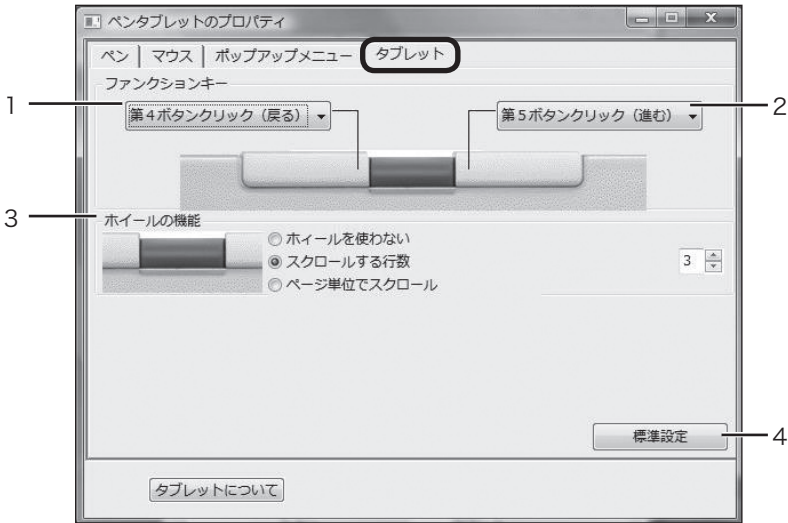 ペンタブレットのプロパティ
ペン マウス ポップアップメニュー タブレット
ファンクションキー
1 第4ボタンクリック（戻る） 第5ボタンクリック（進む） 2
3 ホイールの機能
ホィールを使わない
スクロールする行数 3
ページ単位でスクロール
標準設定 4
タブレットについて